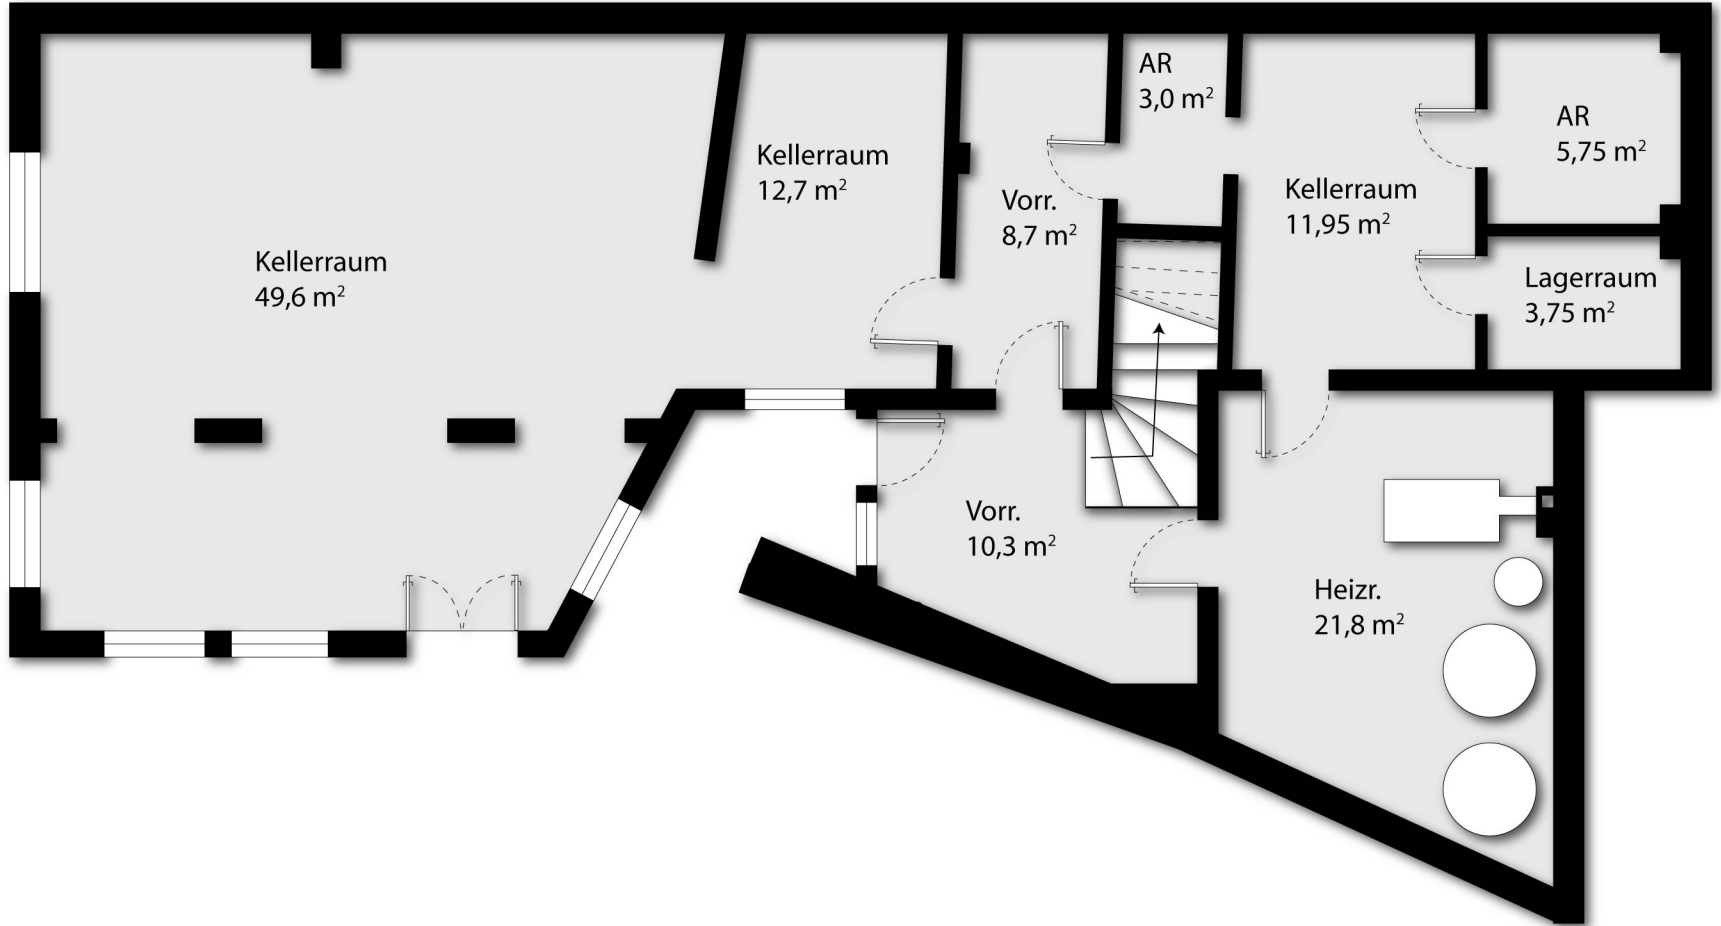 Kellerraum
49,6 m²
Kellerraum
12,7 m²
Vorr.
8,7 m²
AR
3,0 m²
Kellerraum
11,95 m²
AR
5,75 m²
Lagerraum
3,75 m²
Vorr.
10,3 m²
Heizr.
21,8 m²